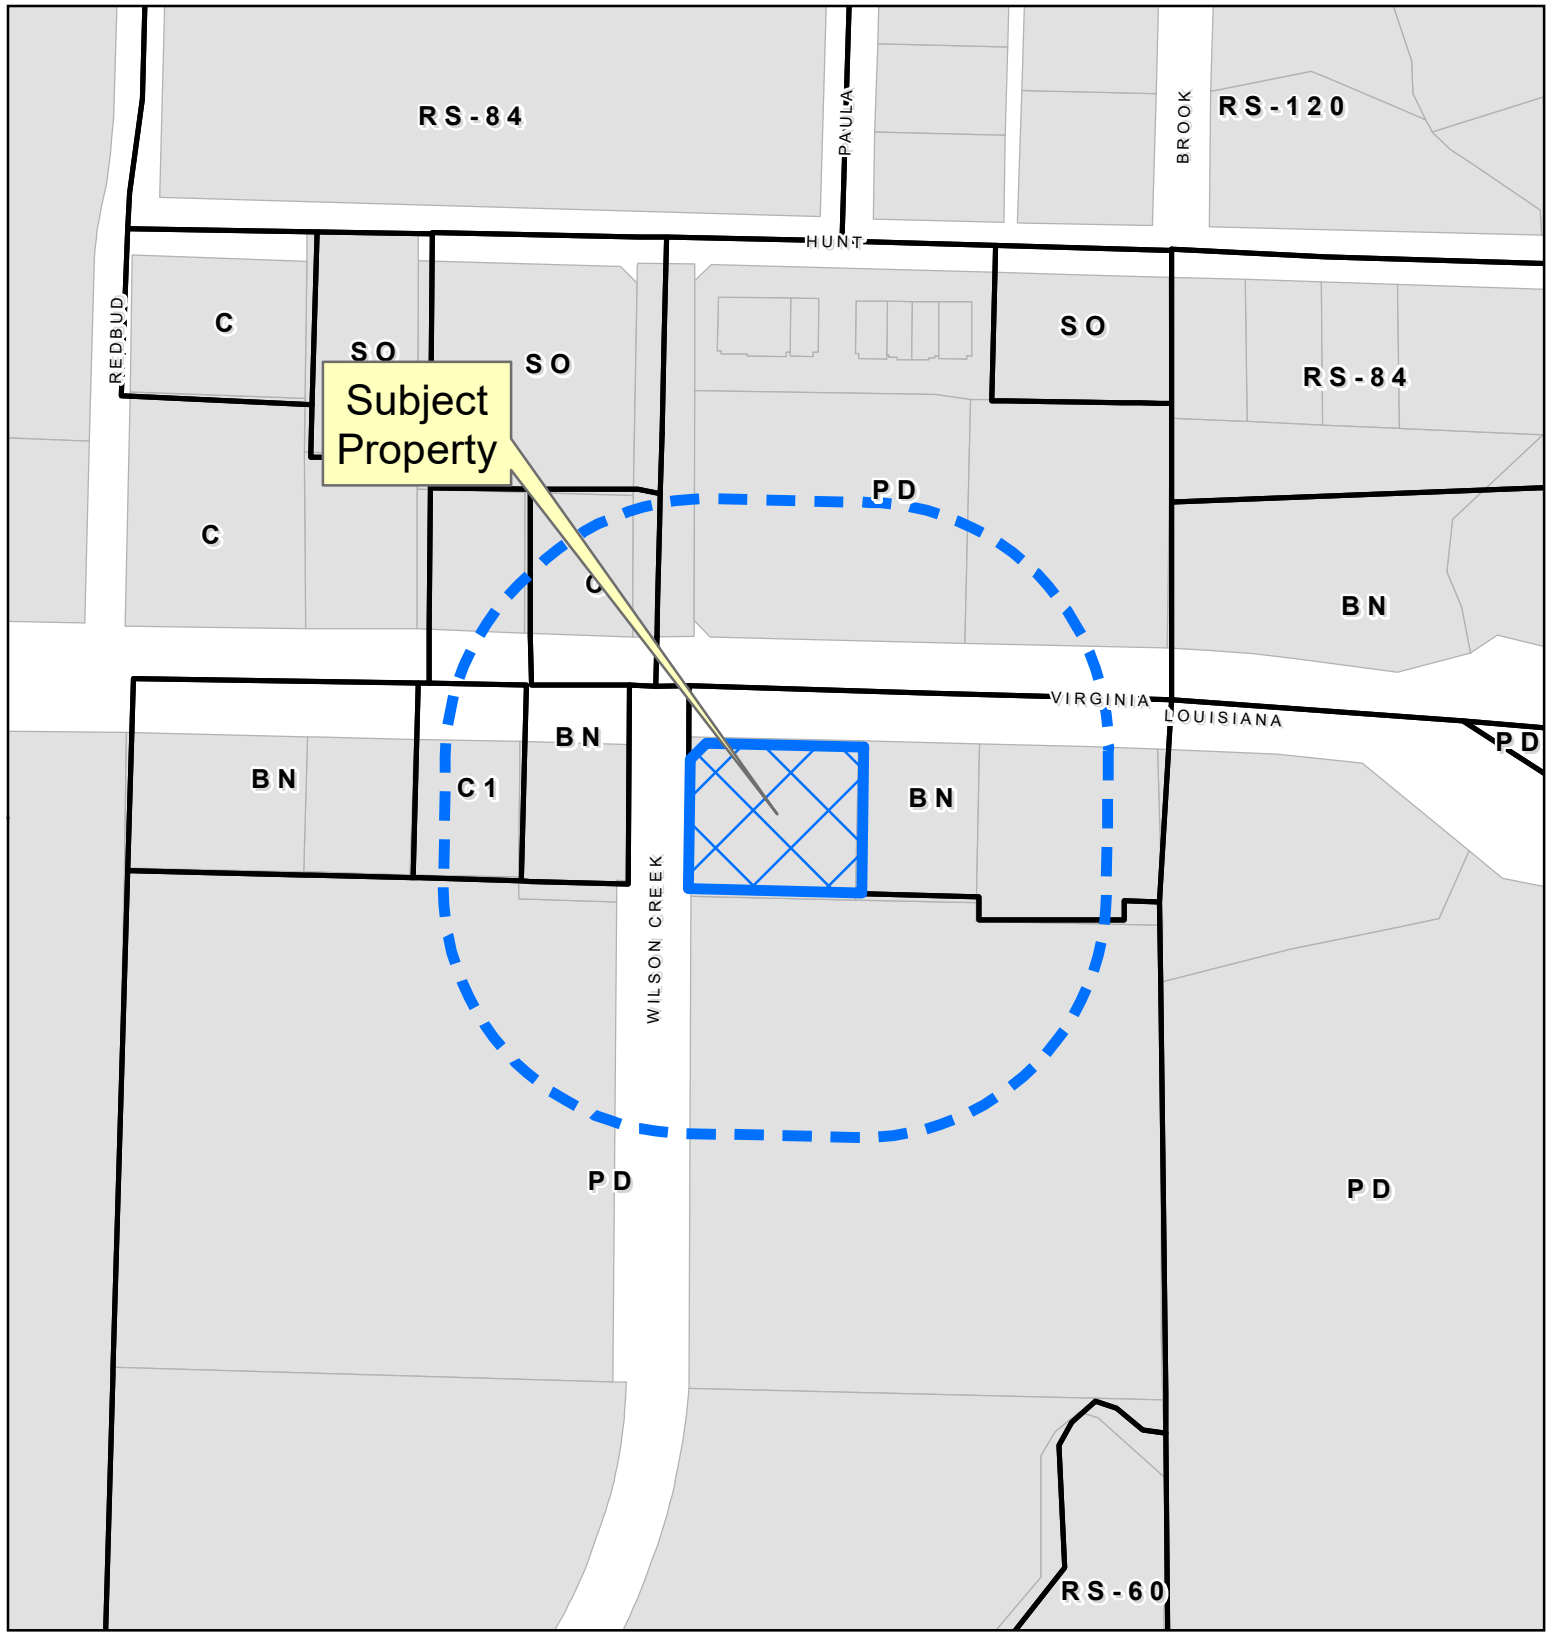 RS-84
PAULA
BROOK
RS-120
HUNT
REDBUD
C
SO
SO
SO
RS-84
Subject
Property
PD
C
C
BN
VIRGINIA
LOUISIANA
PD
BN
BN
C1
BN
WILSON CREEK
PD
PD
RS-60